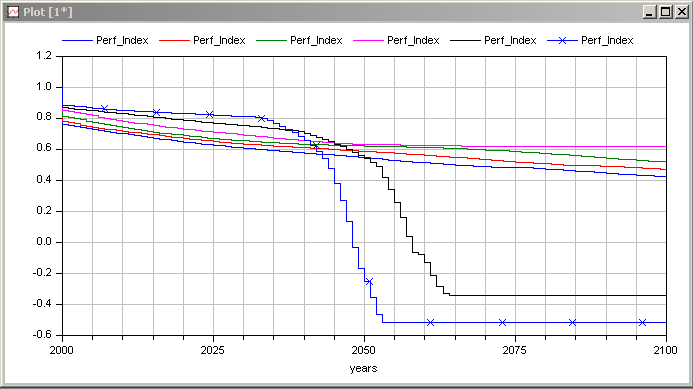 Plot [1*]
Perf_Index Perf_Index Perf_Index Perf_Index Perf_Index Perf_Index
1.2
1.0
0.8
0.6
0.4
0.2
0.0
-0.2
-0.4
-0.6
2000 2025 2050 2075 2100
years